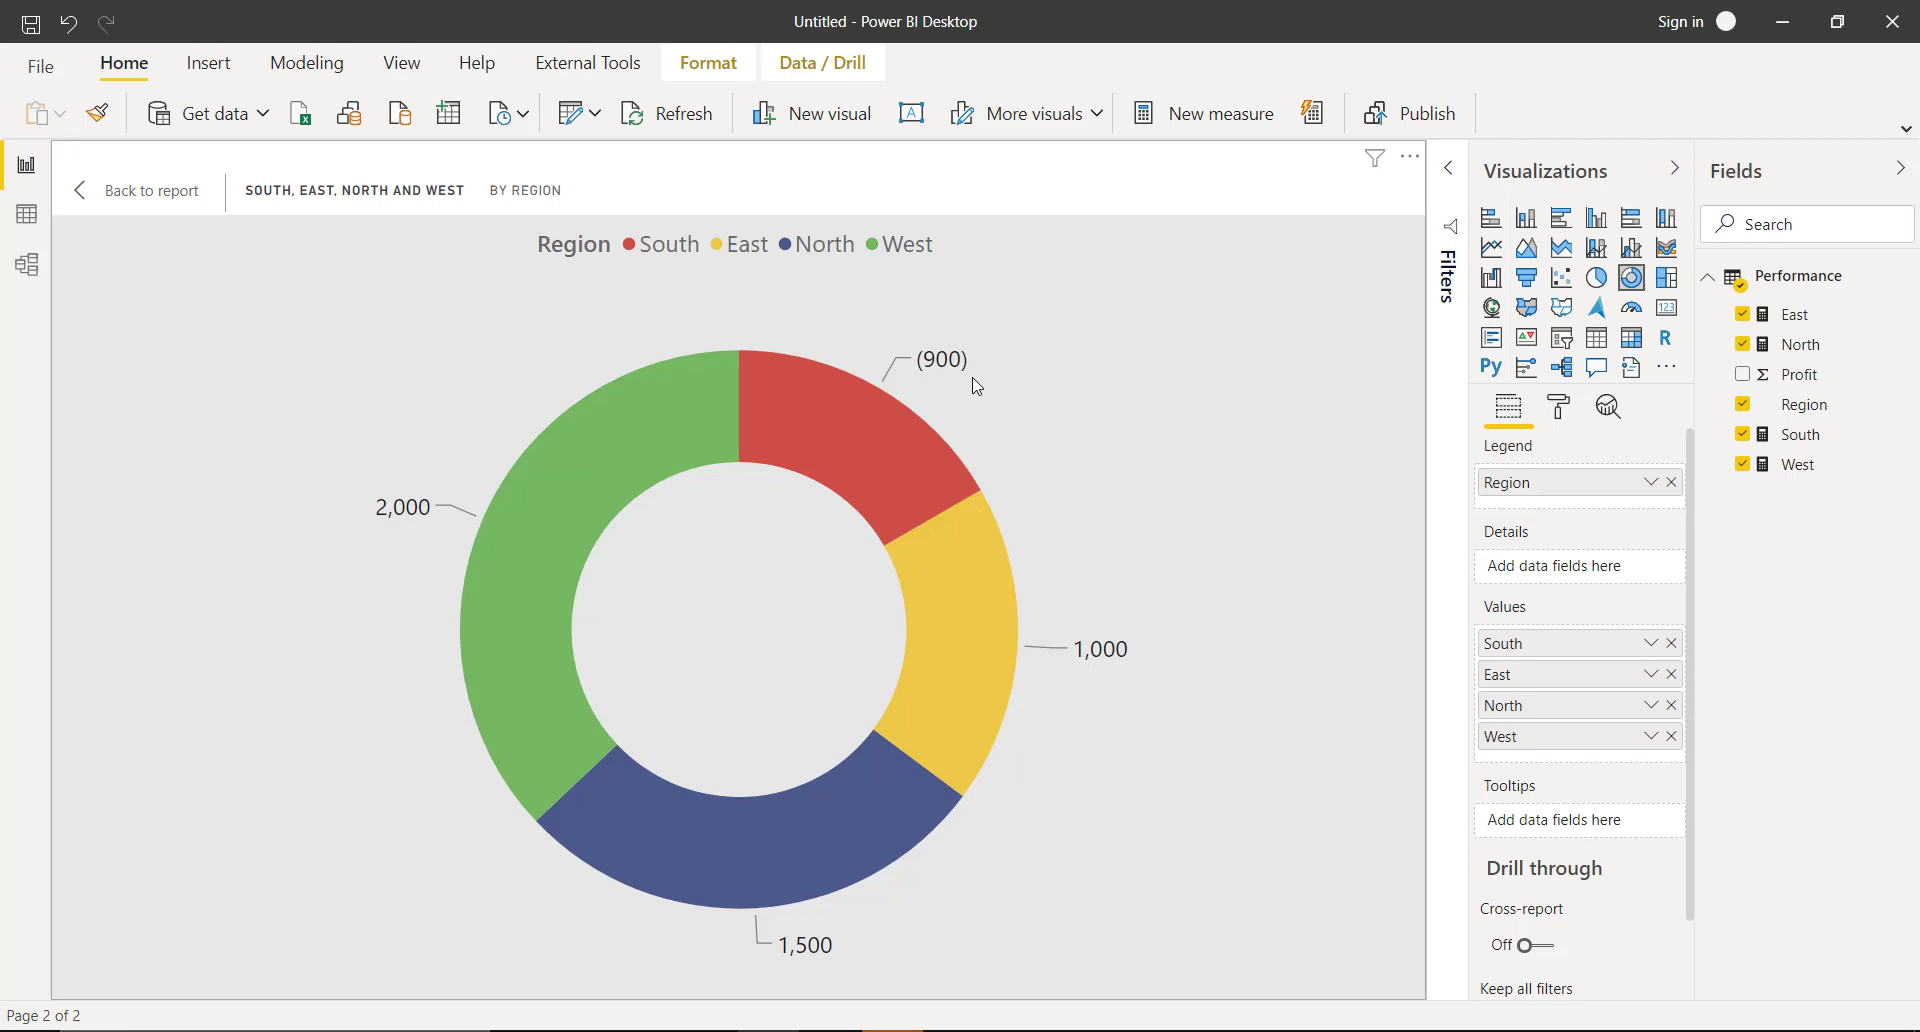 Untitled - Power BI Desktop
Sign in
File Home Insert Modeling View Help External Tools Format Data / Drill
Get data Refresh New visual More visuals New measure Publish
Back to report SOUTH, EAST, NORTH AND WEST BY REGION
Region South East North West
(900)
2,000
1,000
1,500
Filters
Visualizations
123
R
Py
Legend
Region
Details
Add data fields here
Values
South
East
North
West
Tooltips
Add data fields here
Drill through
Cross-report
Off
Keep all filters
Fields
Search
Performance
East
North
Σ Profit
Region
South
West
Page 2 of 2